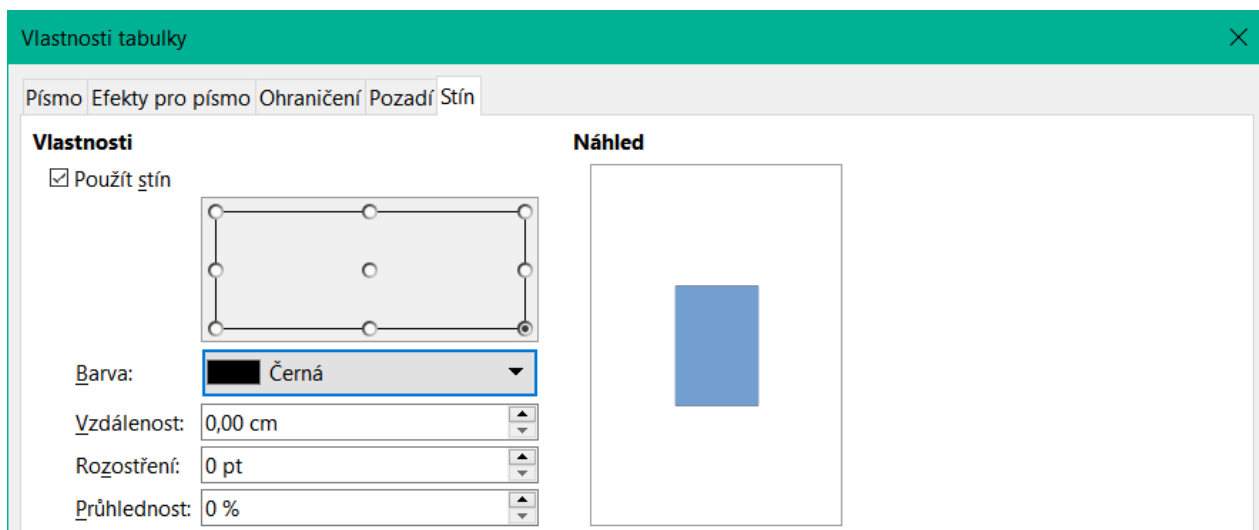 Vlastnosti tabulky
Písmo Efekty pro písmo Ohraničení Pozadí Stín
Vlastnosti
Náhled
Použít stín
Barva: Černá
Vzdálenost: 0,00 cm
Rozostření: 0 pt
Průhlednost: 0 %